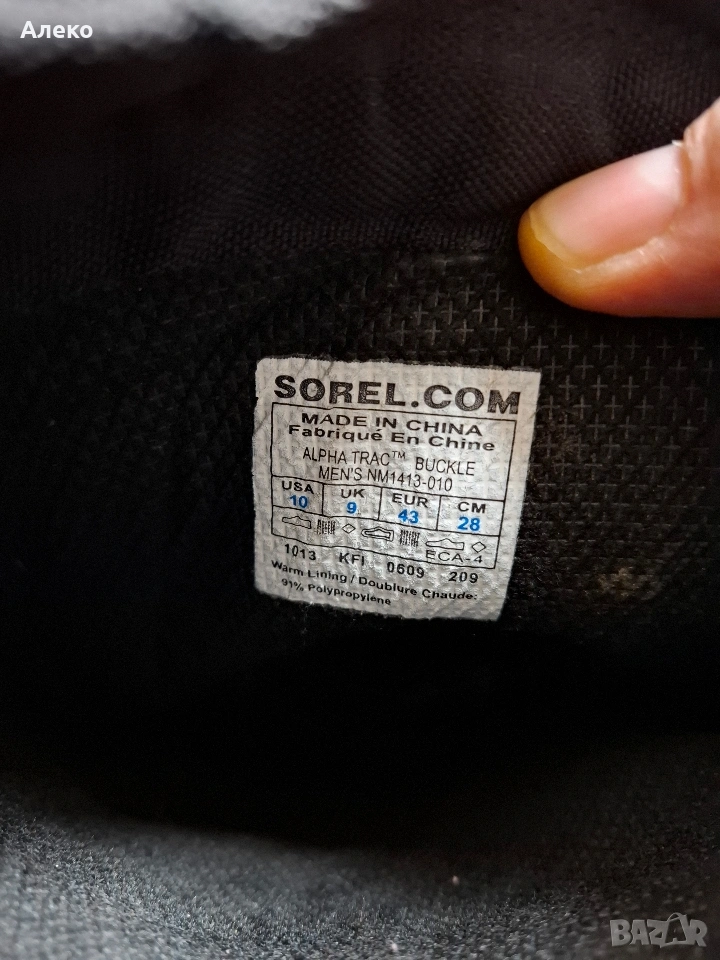 Алеко
SOREL.COM
MADE IN CHINA
Fabriqué En Chine
ALPHA TRAC™ BUCKLE
MEN'S NM1413-010
USA UK EUR CM
10 9 43 28
ECA-4
1013 KFI 0609 209
Warm Lining / Doublure Chaude:
91% Polypropylene
BAZAR